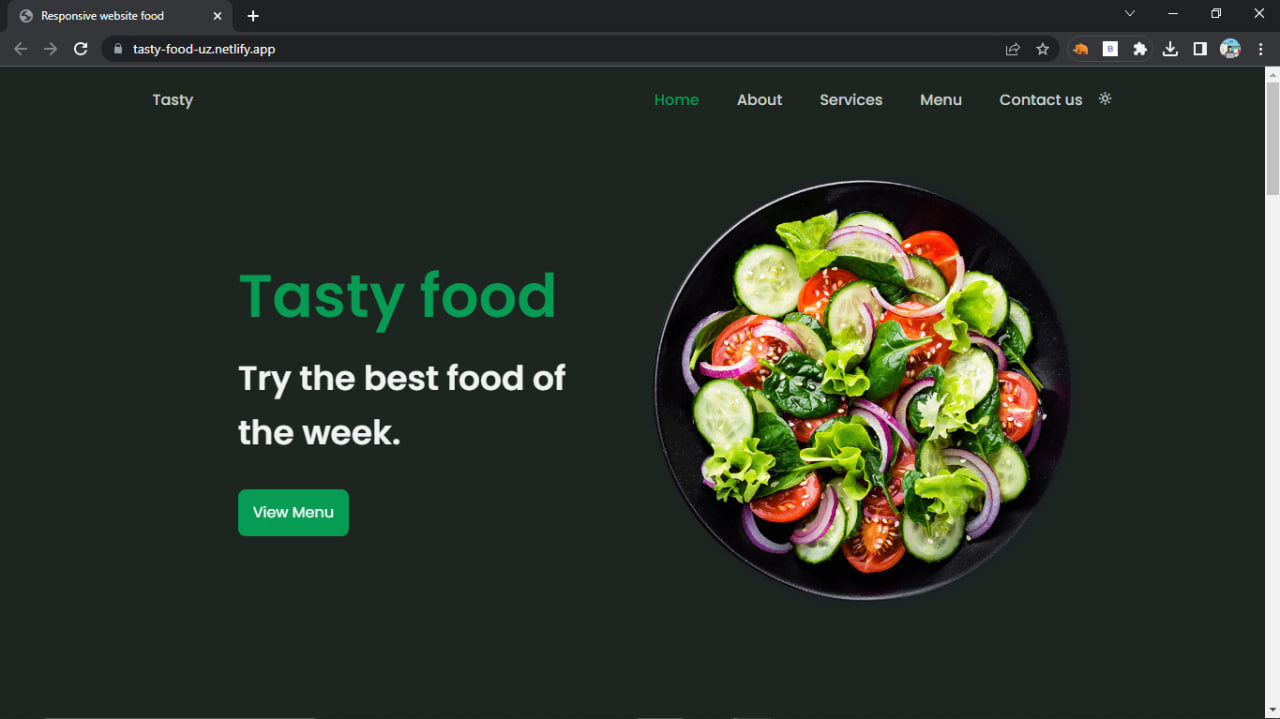 Responsive website food
tasty-food-uz.netlify.app
B
Tasty
Home
About
Services
Menu
Contact us
Tasty food
Try the best food of
the week.
View Menu